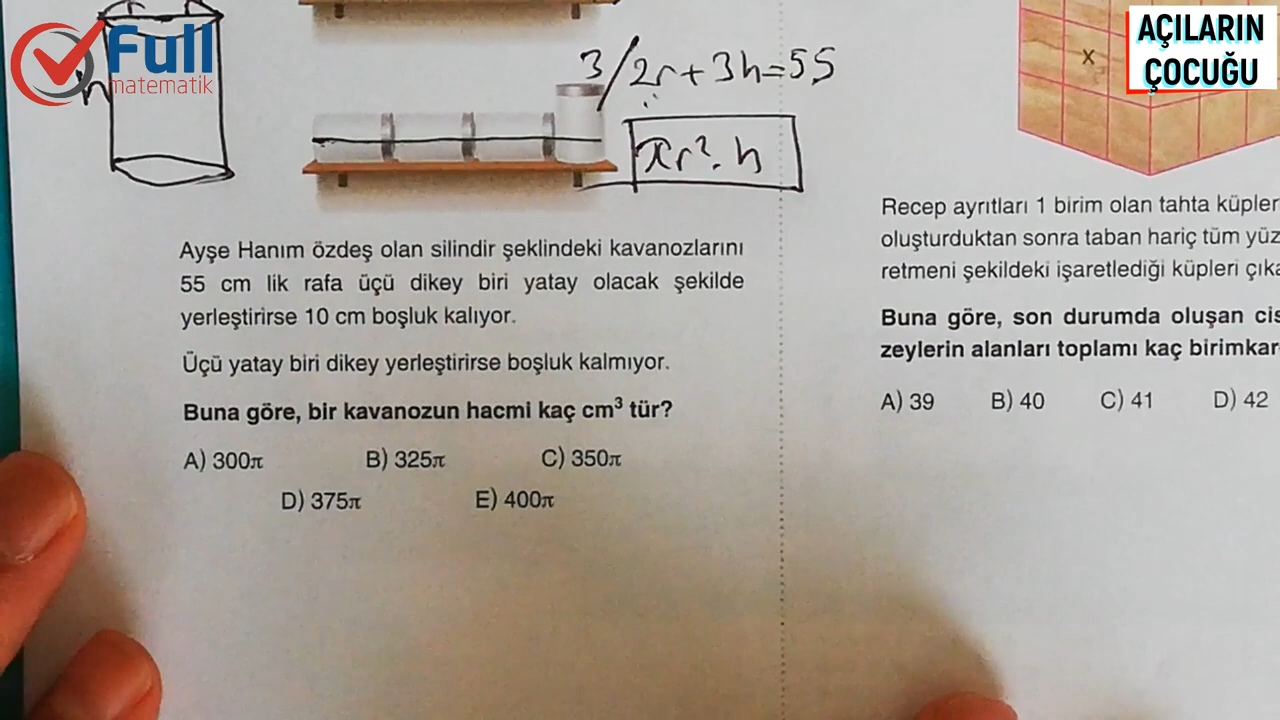 Full
matematik
AÇILARIN
ÇOCUĞU
h
3/2r+3h=55
πr².h
x
Ayşe Hanım özdeş olan silindir şeklindeki kavanozlarını
55 cm lik rafa üçü dikey biri yatay olacak şekilde
yerleştirirse 10 cm boşluk kalıyor.
Üçü yatay biri dikey yerleştirirse boşluk kalmıyor.
Buna göre, bir kavanozun hacmi kaç cm³ tür?
A) 300π B) 325π C) 350π
D) 375π E) 400π
Recep ayrıtları 1 birim olan tahta küpler
oluşturduktan sonra taban hariç tüm yüz
retmeni şekildeki işaretlediği küpleri çıka
Buna göre, son durumda oluşan cis
zeylerin alanları toplamı kaç birimkar
A) 39 B) 40 C) 41 D) 42